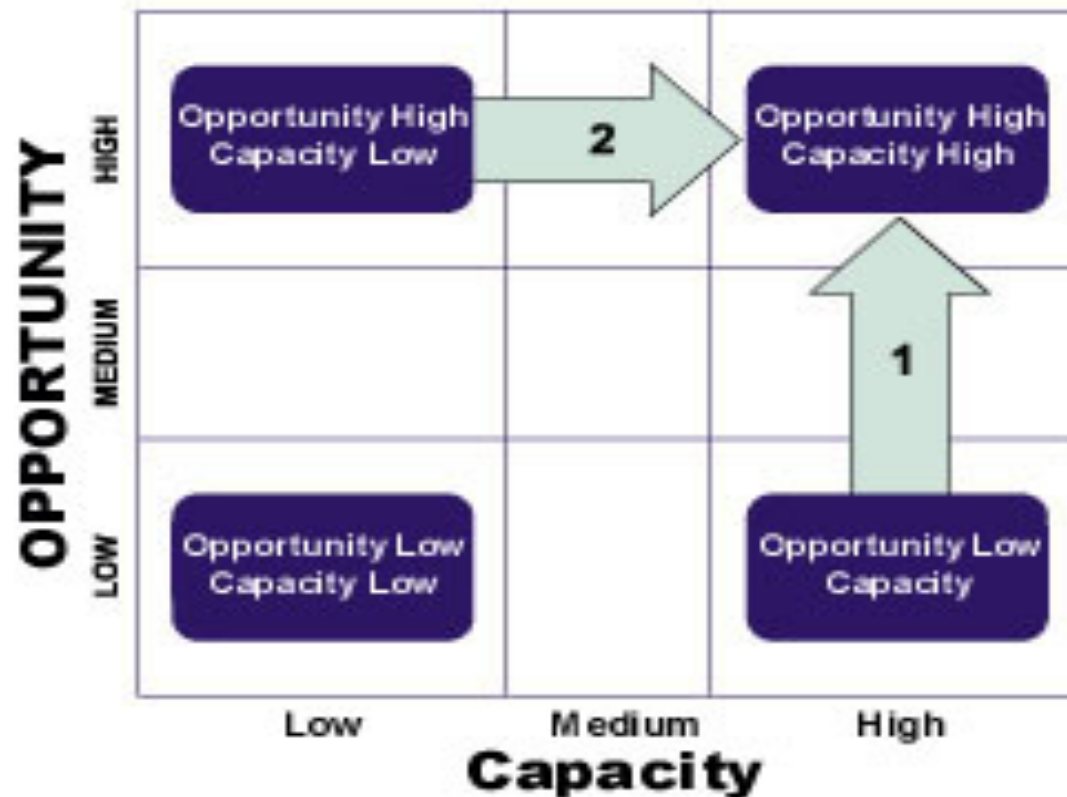 OPPORTUNITY
HIGH
MEDIUM
LOW
Opportunity High
Capacity Low
2
Opportunity High
Capacity High
1
Opportunity Low
Capacity Low
Opportunity Low
Capacity
Low
Medium
High
Capacity